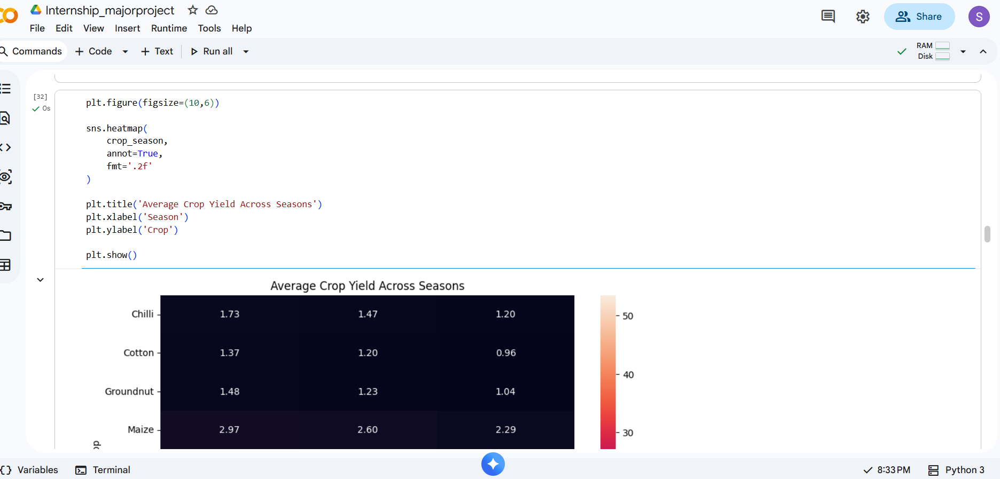 Internship_majorproject
File Edit View Insert Runtime Tools Help
Share
S
Commands + Code + Text Run all
RAM
Disk
[32]
0s
plt.figure(figsize=(10,6))
sns.heatmap(
crop_season,
annot=True,
fmt='.2f'
)
plt.title('Average Crop Yield Across Seasons')
plt.xlabel('Season')
plt.ylabel('Crop')
plt.show()
Average Crop Yield Across Seasons
Chilli 1.73 1.47 1.20
50
Cotton 1.37 1.20 0.96
40
Groundnut 1.48 1.23 1.04
Maize 2.97 2.60 2.29
30
op
{} Variables Terminal
8:33 PM Python 3